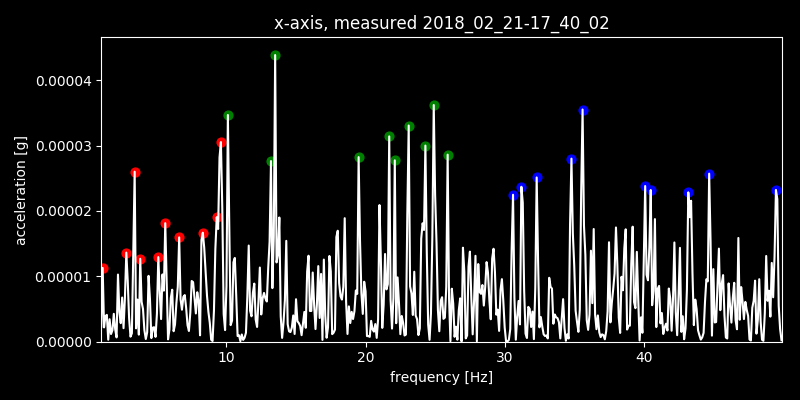 x-axis, measured 2018_02_21-17_40_02
0.00004
0.00003
0.00002
0.00001
0.00000
acceleration [g]
10 20 30 40
frequency [Hz]